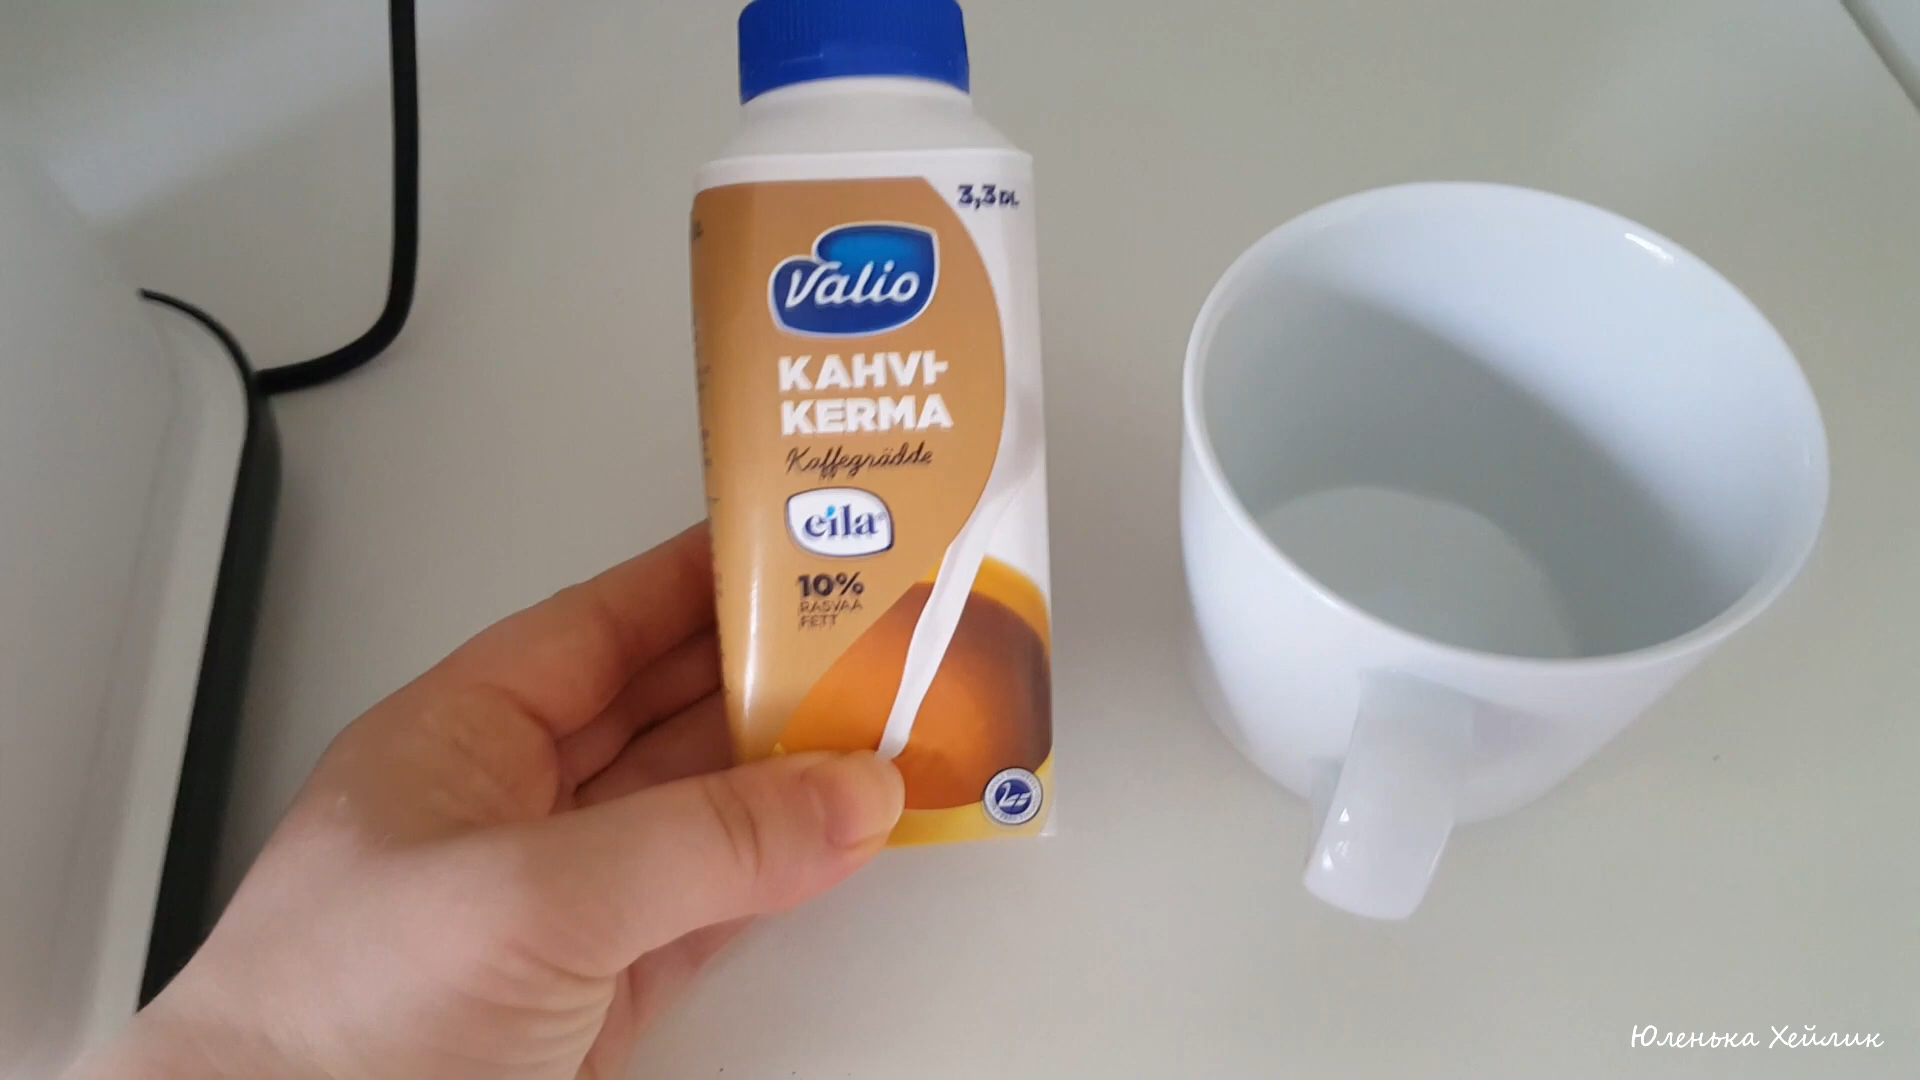 3,3 DL
Valio
KAHVI-
KERMA
Kaffegrädde
eila
10%
RASVAA
FETT
Юленька Хейлик